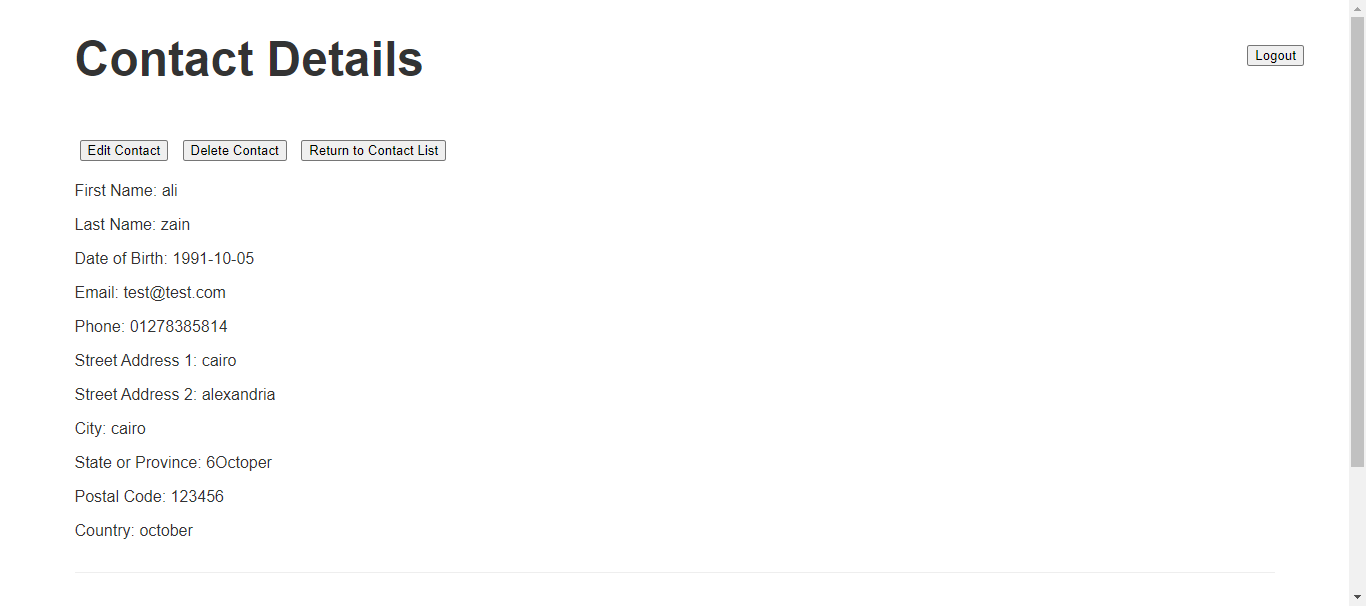 Contact Details
Logout
Edit Contact Delete Contact Return to Contact List
First Name: ali
Last Name: zain
Date of Birth: 1991-10-05
Email: test@test.com
Phone: 01278385814
Street Address 1: cairo
Street Address 2: alexandria
City: cairo
State or Province: 6Octoper
Postal Code: 123456
Country: october